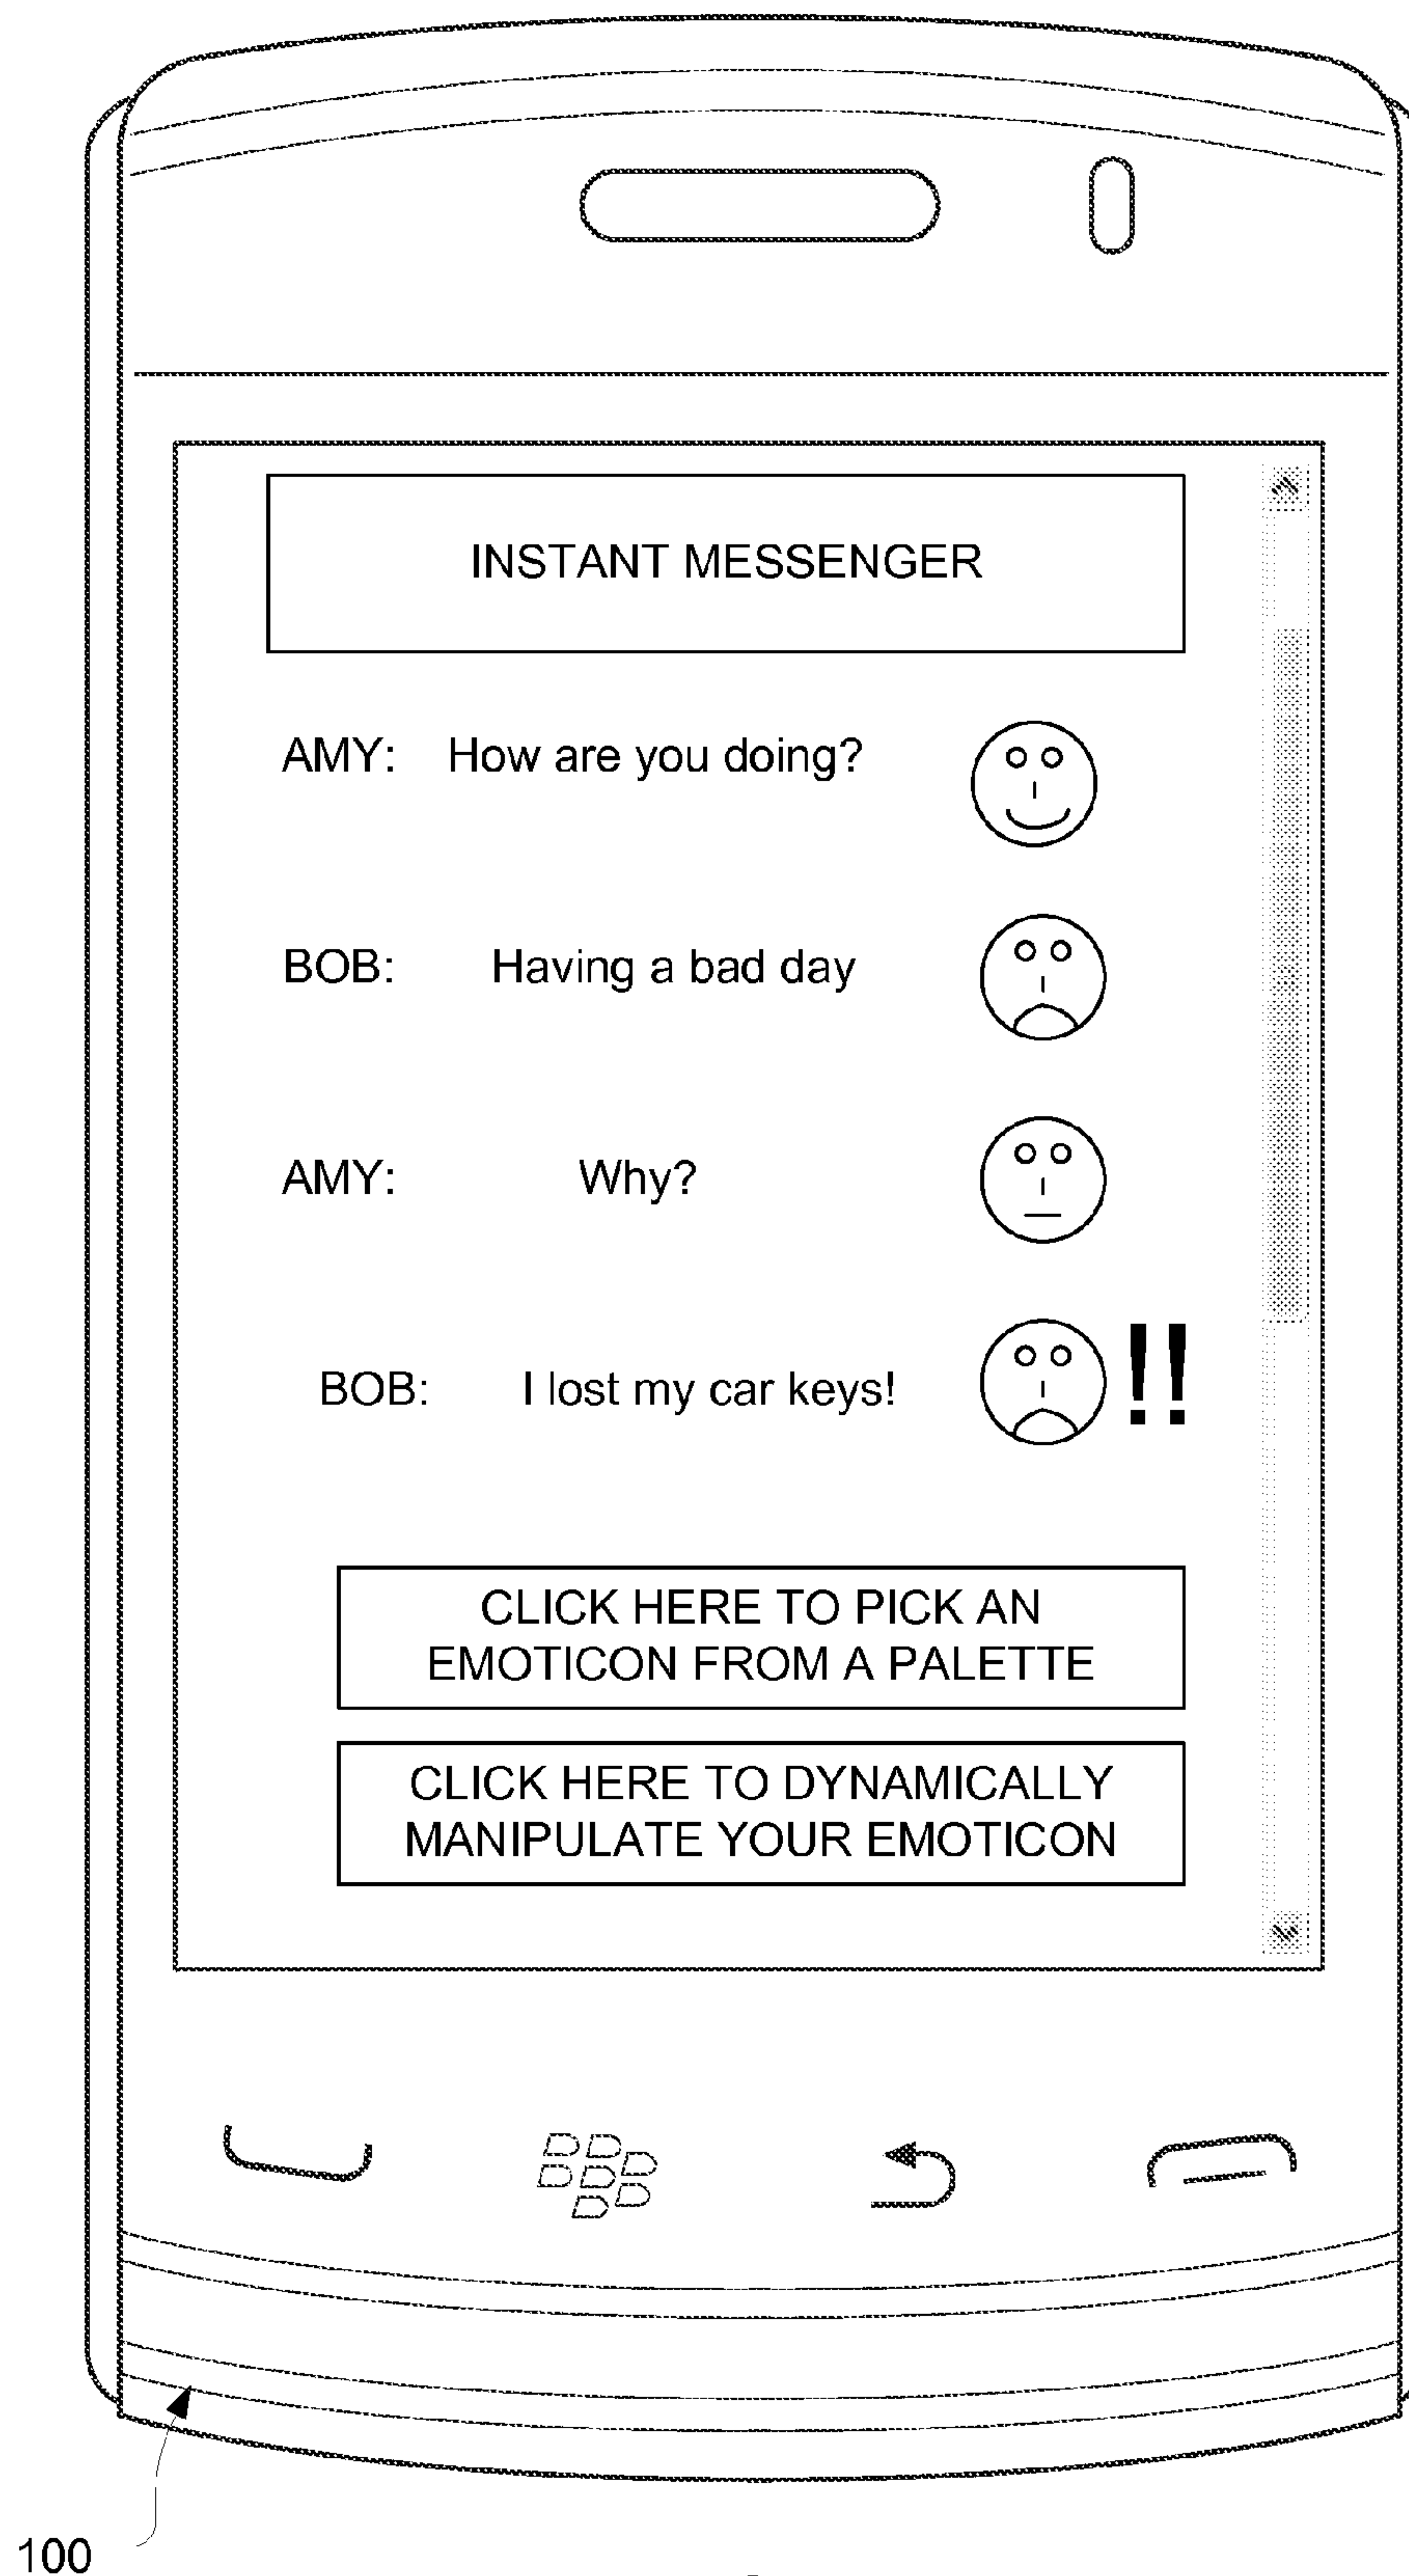 INSTANT MESSENGER
AMY: How are you doing?
BOB: Having a bad day
AMY: Why?
BOB: I lost my car keys! !!
CLICK HERE TO PICK AN
EMOTICON FROM A PALETTE
CLICK HERE TO DYNAMICALLY
MANIPULATE YOUR EMOTICON
100